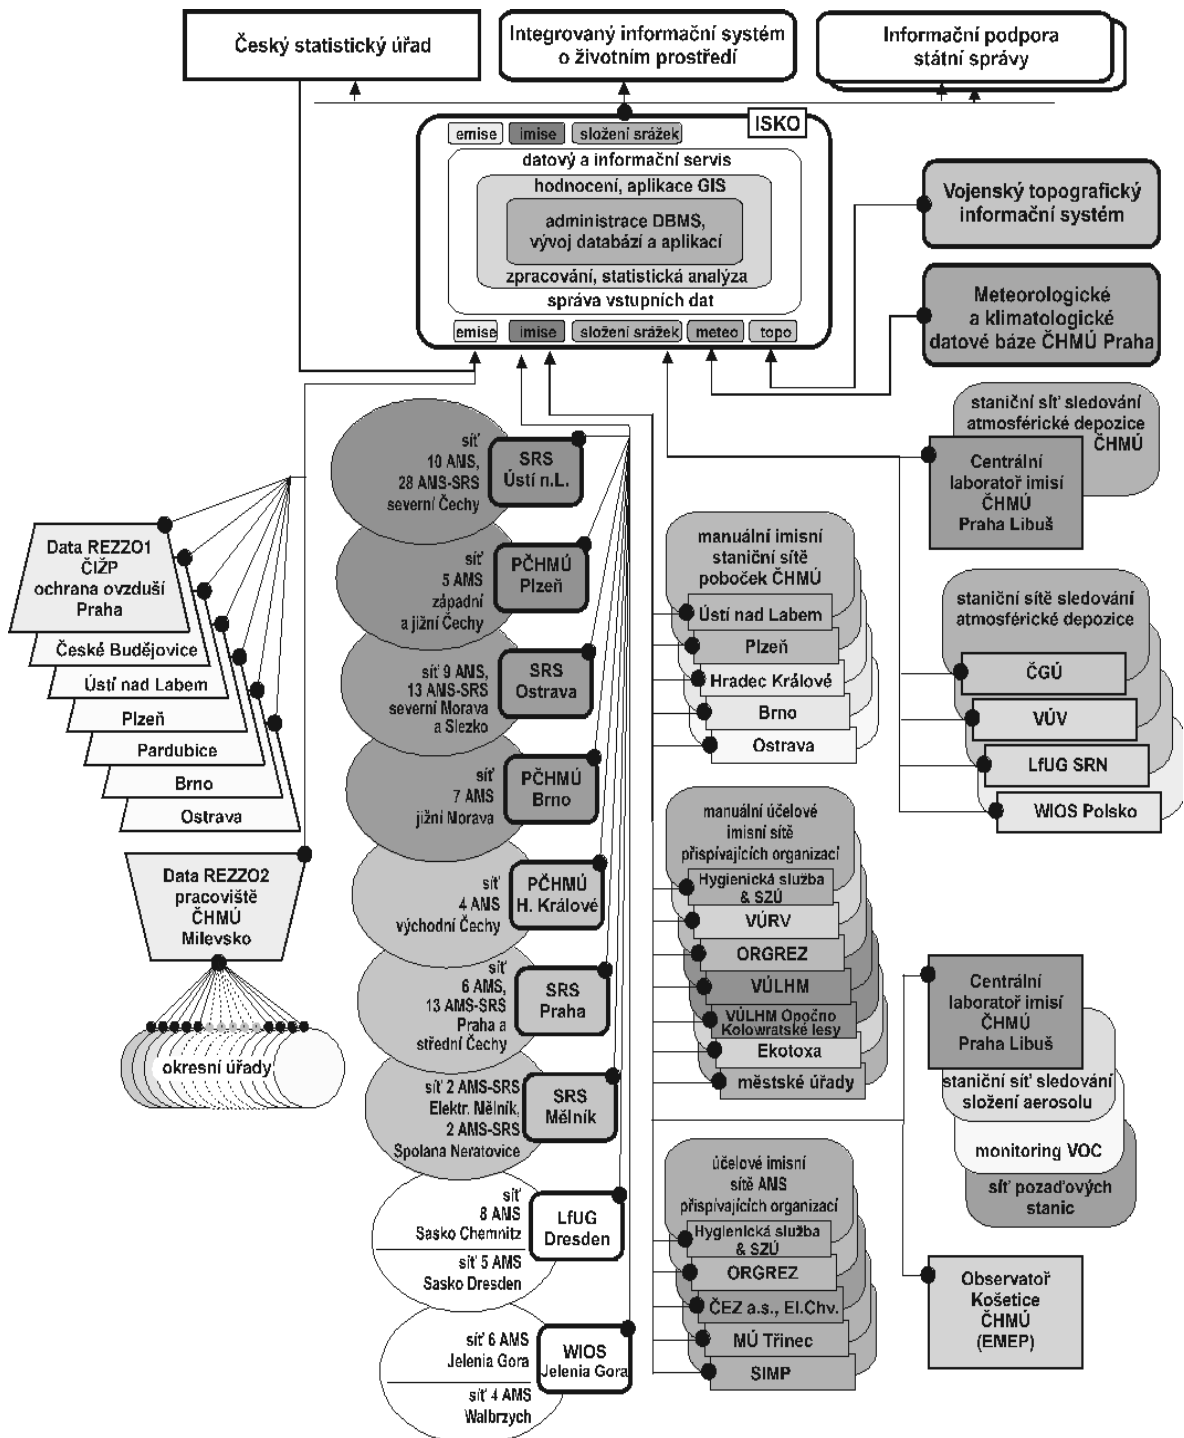 Český statistický úřad
Integrovaný informační systém
o životním prostředí
Informační podpora
státní správy
ISKO
emise
imise
složení srážek
datový a informační servis
hodnocení, aplikace GIS
administrace DBMS,
vývoj databází a aplikací
zpracování, statistická analýza
správa vstupních dat
emise
imise
složení srážek
meteo
topo
Vojenský topografický
informační systém
Meteorologické
a klimatologické
datové báze ČHMÚ Praha
staniční síť sledování
atmosférické depozice
ČHMÚ
Centrální
laboratoř imisí
ČHMÚ
Praha Libuš
staniční sítě sledování
atmosférické depozice
ČGÚ
VÚV
LfUG SRN
WIOS Polsko
síť
10 AMS,
28 AMS-SRS
severní Čechy
SRS
Ústí n.L.
síť
5 AMS
západní
a jižní Čechy
PČHMÚ
Plzeň
síť 9 AMS,
13 AMS-SRS
severní Morava
a Slezko
SRS
Ostrava
síť
7 AMS
jižní Morava
PČHMÚ
Brno
síť
4 AMS
východní Čechy
PČHMÚ
H. Králové
síť
6 AMS,
13 AMS-SRS
Praha a
střední Čechy
SRS
Praha
síť 2 AMS-SRS
Elektr. Mělník,
2 AMS-SRS
Spolana Neratovice
SRS
Mělník
síť
8 AMS
Sasko Chemnitz
síť 5 AMS
Sasko Dresden
LfUG
Dresden
síť 6 AMS
Jelenia Gora
síť 4 AMS
Walbrzych
WIOS
Jelenia Gora
Data REZZO1
ČIŽP
ochrana ovzduší
Praha
České Budějovice
Ústí nad Labem
Plzeň
Pardubice
Brno
Ostrava
Data REZZO2
pracoviště
ČHMÚ
Milevsko
okresní úřady
manuální imisní
staniční sítě
poboček ČHMÚ
Ústí nad Labem
Plzeň
Hradec Králové
Brno
Ostrava
manuální účelové
imisní sítě
přispívajících organizací
Hygienická služba
& SZÚ
VÚRV
ORGREZ
VÚLHM
VÚLHM Opočno
Kolowratské lesy
Ekotoxa
městské úřady
účelové imisní
sítě AMS
přispívajících organizací
Hygienická služba
& SZÚ
ORGREZ
ČEZ a.s., El.Chv.
MÚ Třinec
SIMP
Centrální
laboratoř imisí
ČHMÚ
Praha Libuš
staniční síť sledování
složení aerosolu
monitoring VOC
síť pozaďových
stanic
Observatoř
Košetice
ČHMÚ
(EMEP)